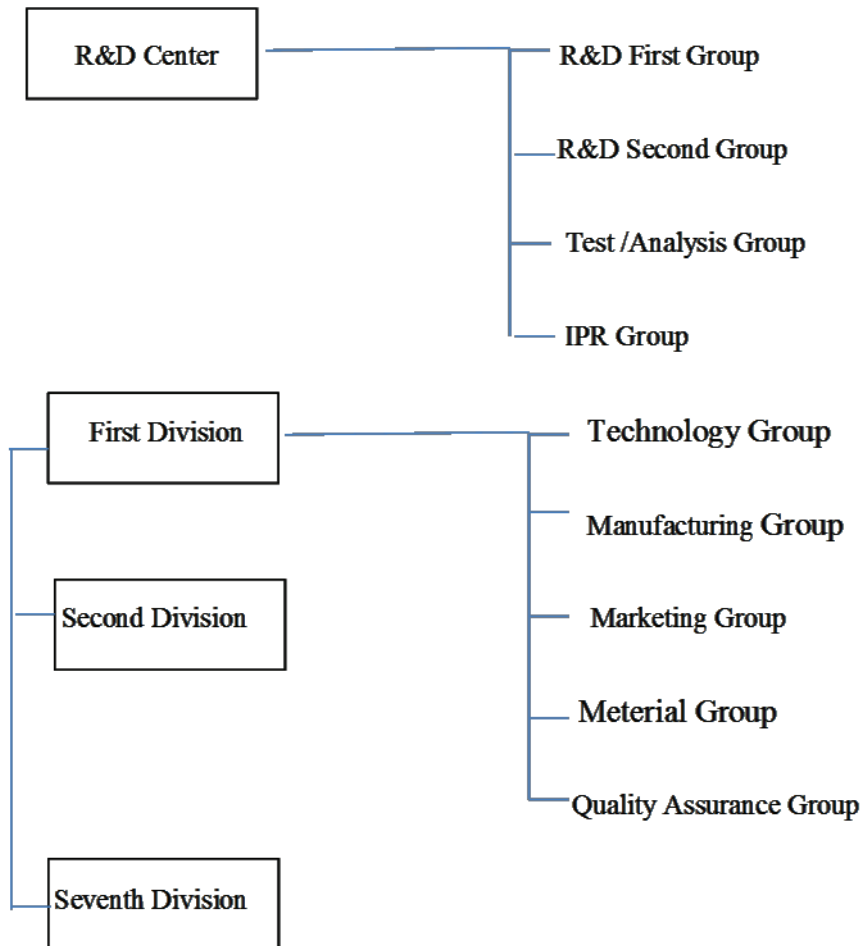 R&D Center
R&D First Group
R&D Second Group
Test /Analysis Group
IPR Group
First Division
Technology Group
Manufacturing Group
Second Division
Marketing Group
Meterial Group
Quality Assurance Group
Seventh Division